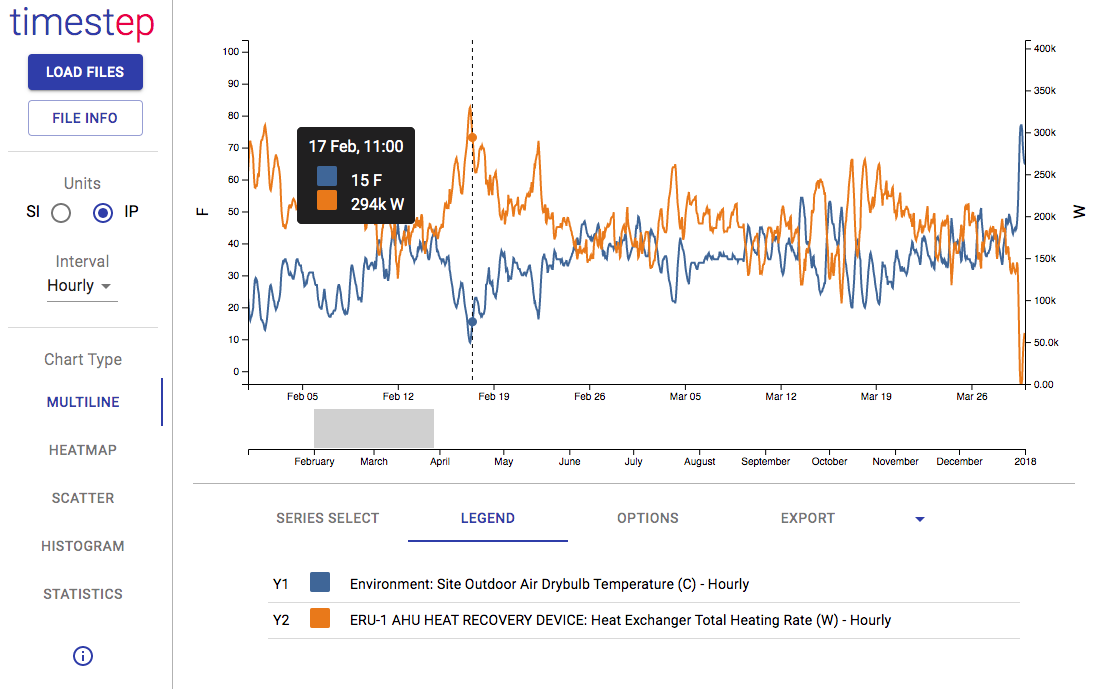 timestep
LOAD FILES
FILE INFO
Units
SI IP
Interval
Hourly
Chart Type
MULTILINE
HEATMAP
SCATTER
HISTOGRAM
STATISTICS
i
F
100
90
80
70
60
50
40
30
20
10
0
17 Feb, 11:00
15 F
294k W
400k
350k
300k
250k
200k
150k
100k
50.0k
0.00
W
Feb 05 Feb 12 Feb 19 Feb 26 Mar 05 Mar 12 Mar 19 Mar 26
February March April May June July August September October November December 2018
SERIES SELECT LEGEND OPTIONS EXPORT
Y1 Environment: Site Outdoor Air Drybulb Temperature (C) - Hourly
Y2 ERU-1 AHU HEAT RECOVERY DEVICE: Heat Exchanger Total Heating Rate (W) - Hourly